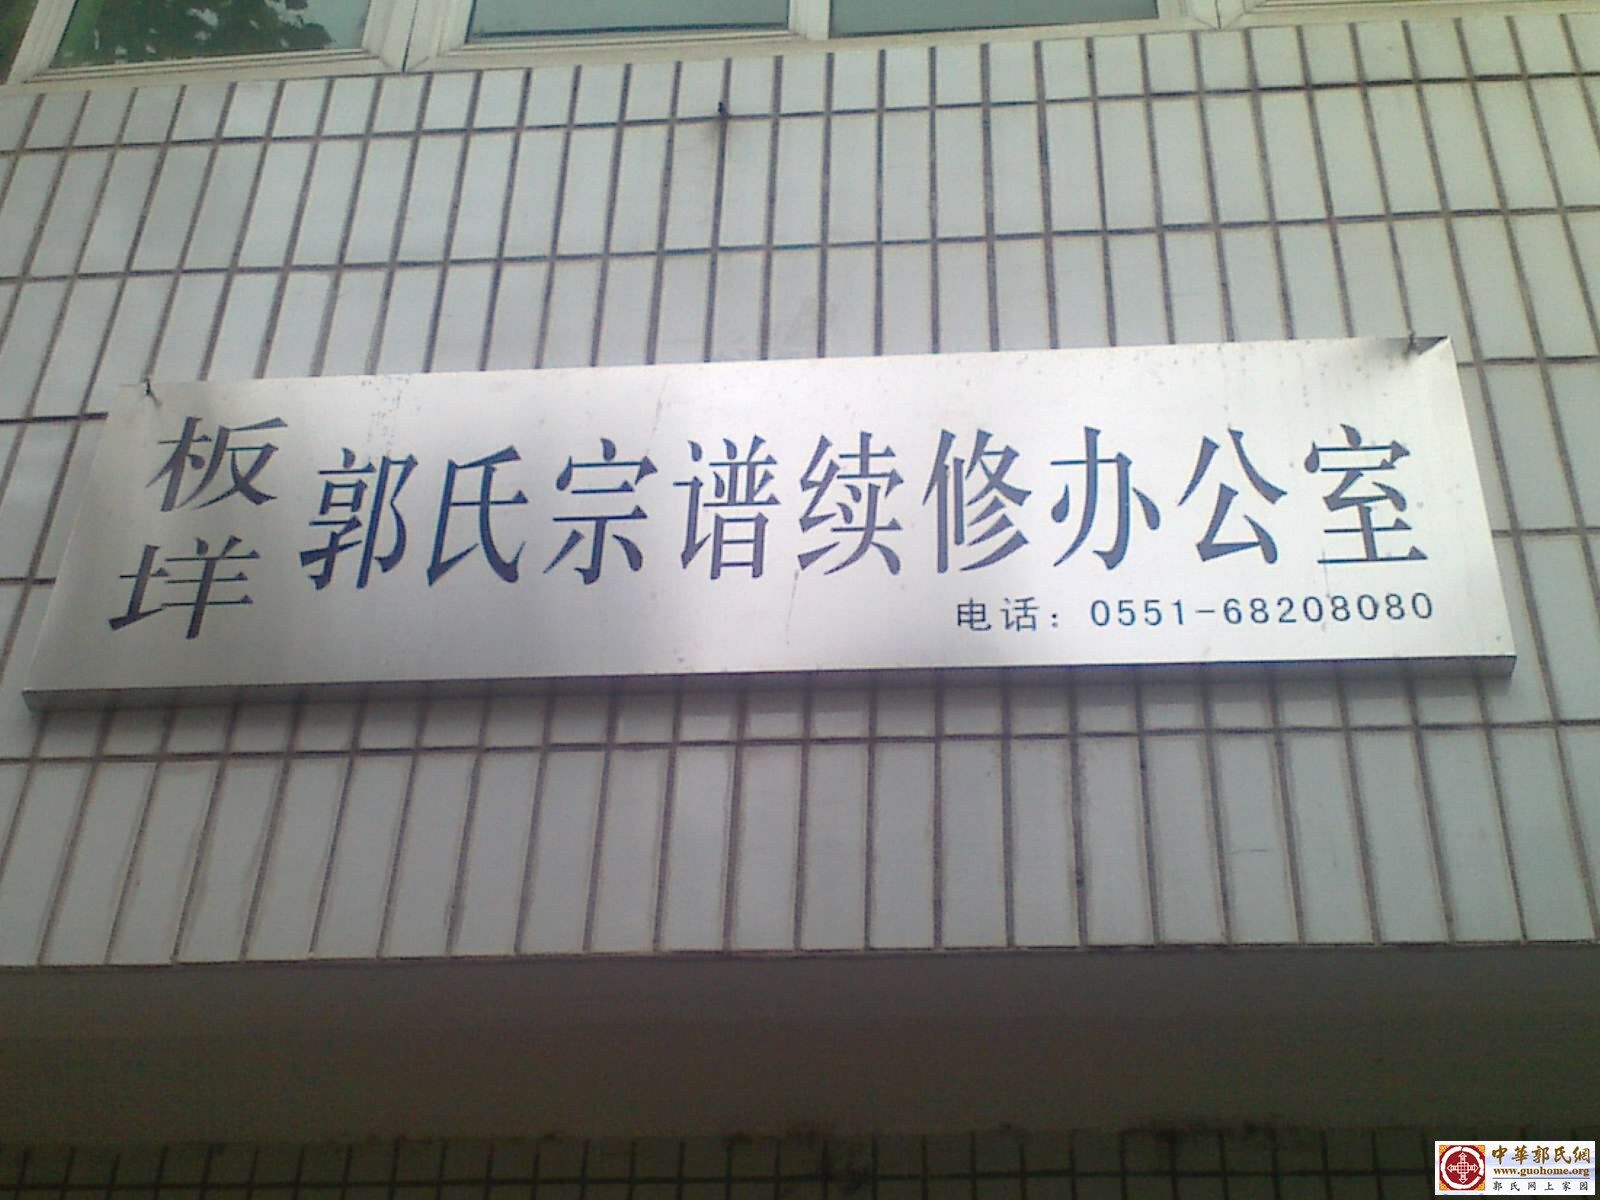 板
垟
郭氏宗谱续修办公室
电话：0551-68208080
中華郭氏網
www.guohome.org
郭氏网上家园